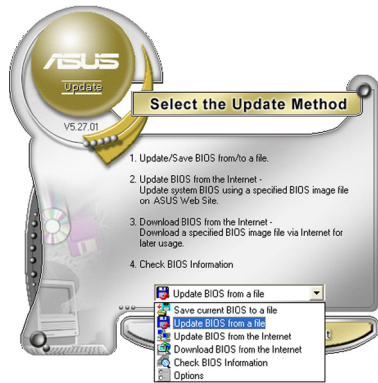 ASUS
Update
V5.27.01
Select the Update Method
1. Update/Save BIOS from/to a file.
2. Update BIOS from the Internet -
Update system BIOS using a specified BIOS image file
on ASUS Web Site.
3. Download BIOS from the Internet -
Download a specified BIOS image file via Internet for
later usage.
4. Check BIOS Information
Update BIOS from a file
Save current BIOS to a file
Update BIOS from a file
Update BIOS from the Internet
Download BIOS from the Internet
Check BIOS Information
Options